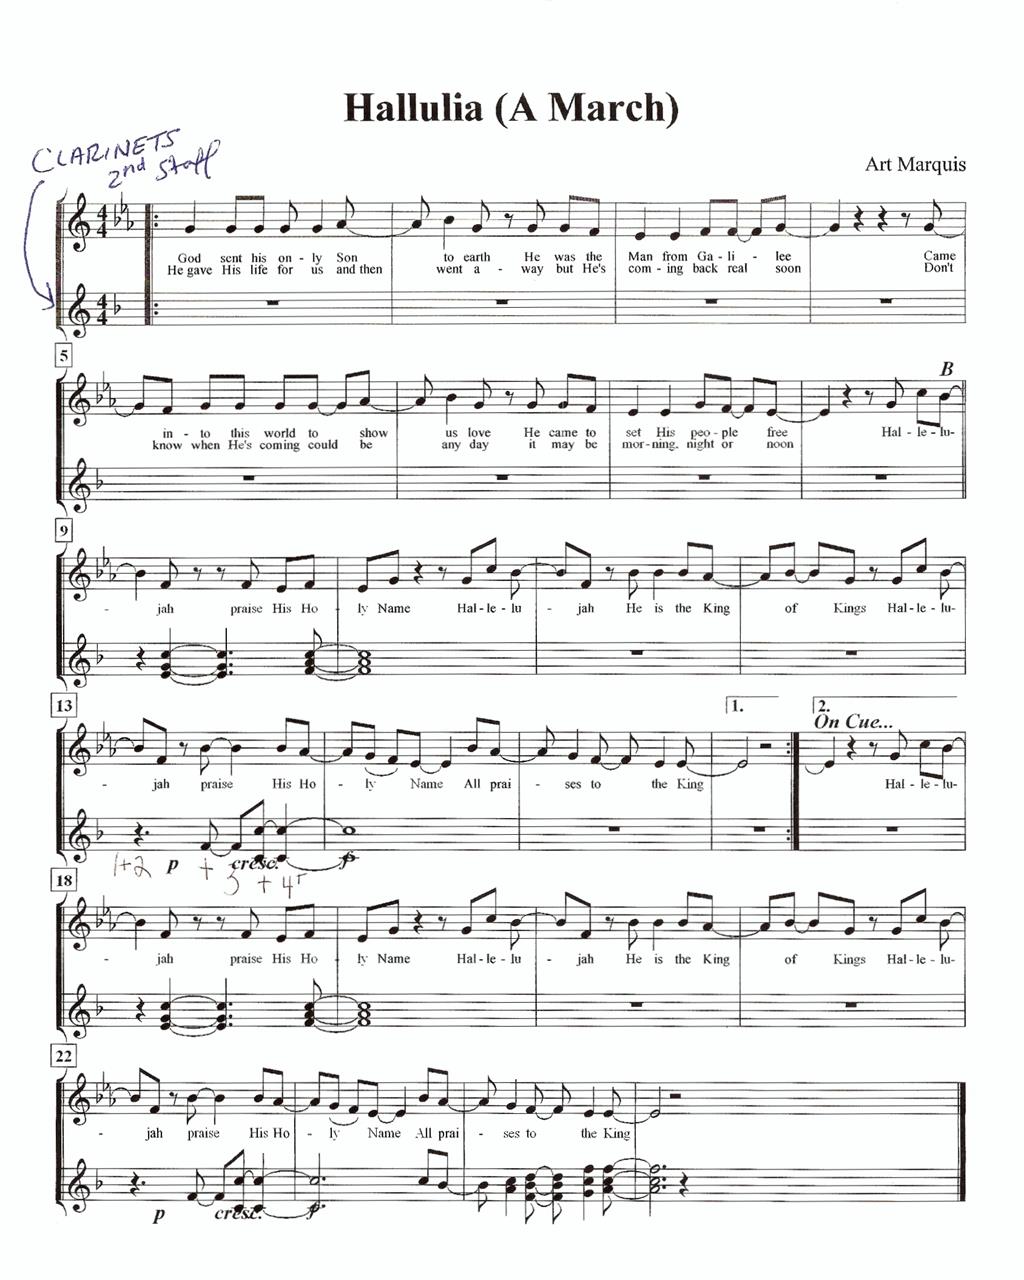 Hallulia (A March)
CLARINETS
2nd Staff
Art Marquis
God sent his on - ly Son to earth He was the Man from Ga - li - lee Came
He gave His life for us and then went a - way but He's com - ing back real soon Don't
5
B
in - to this world to show us love He came to set His peo - ple free Hal - le - lu-
know when He's coming could be any day it may be mor - ning. night or noon
9
- jah praise His Ho - ly Name Hal - le - lu - jah He is the King of Kings Hal - le - lu-
13
1.
2.
On Cue...
- jah praise His Ho - ly Name All prai - ses to the King Hal - le - lu-
p cresc. f
1+2 + 3 + 4
18
- jah praise His Ho - ly Name Hal - le - lu - jah He is the King of Kings Hal - le - lu-
22
- jah praise His Ho - ly Name All prai - ses to the King
p cresc. f